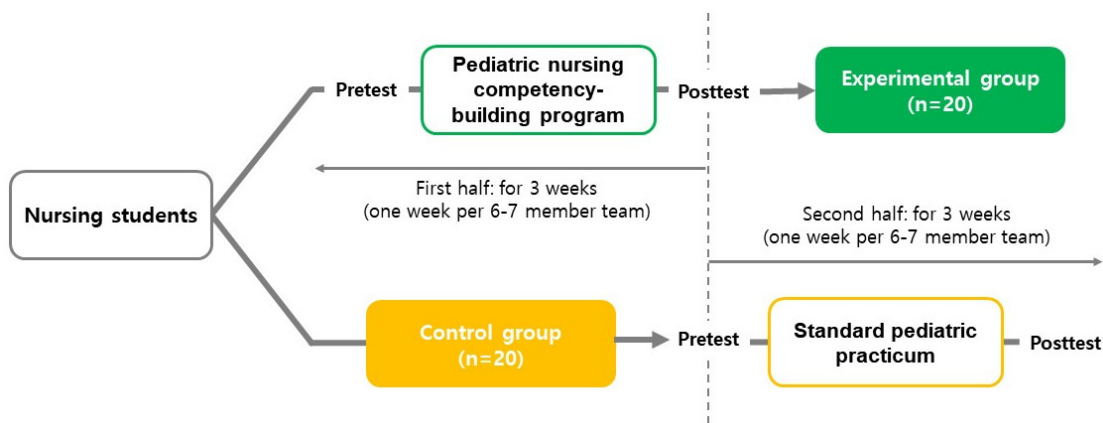 Nursing students
Pretest
Pediatric nursing
competency-
building program
Posttest
Experimental group
(n=20)
First half: for 3 weeks
(one week per 6-7 member team)
Second half: for 3 weeks
(one week per 6-7 member team)
Control group
(n=20)
Pretest
Standard pediatric
practicum
Posttest